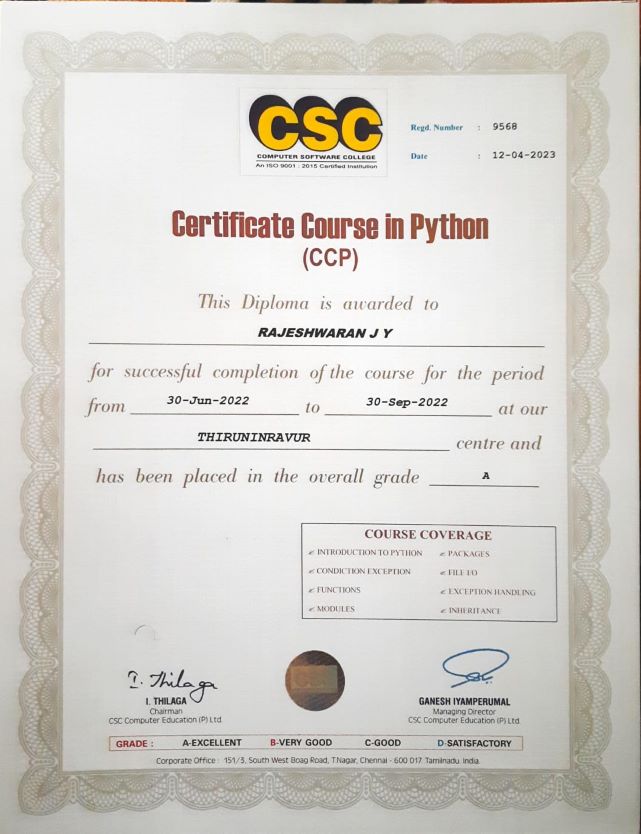 CSC
COMPUTER SOFTWARE COLLEGE
An ISO 9001 : 2015 Certified Institution
Regd. Number : 9568
Date : 12-04-2023
Certificate Course in Python
(CCP)
This Diploma is awarded to
RAJESHWARAN J Y
for successful completion of the course for the period
from 30-Jun-2022 to 30-Sep-2022 at our
THIRUNINRAVUR centre and
has been placed in the overall grade A
COURSE COVERAGE
INTRODUCTION TO PYTHON PACKAGES
CONDICTION EXCEPTION FILE I/O
FUNCTIONS EXCEPTION HANDLING
MODULES INHERITANCE
I. Thilaga
I. THILAGA
Chairman
CSC Computer Education (P) Ltd.
CSC
GANESH IYAMPERUMAL
Managing Director
CSC Computer Education (P) Ltd.
GRADE : A-EXCELLENT B-VERY GOOD C-GOOD D-SATISFACTORY
Corporate Office : 151/3, South West Boag Road, T.Nagar, Chennai - 600 017 Tamilnadu. India.